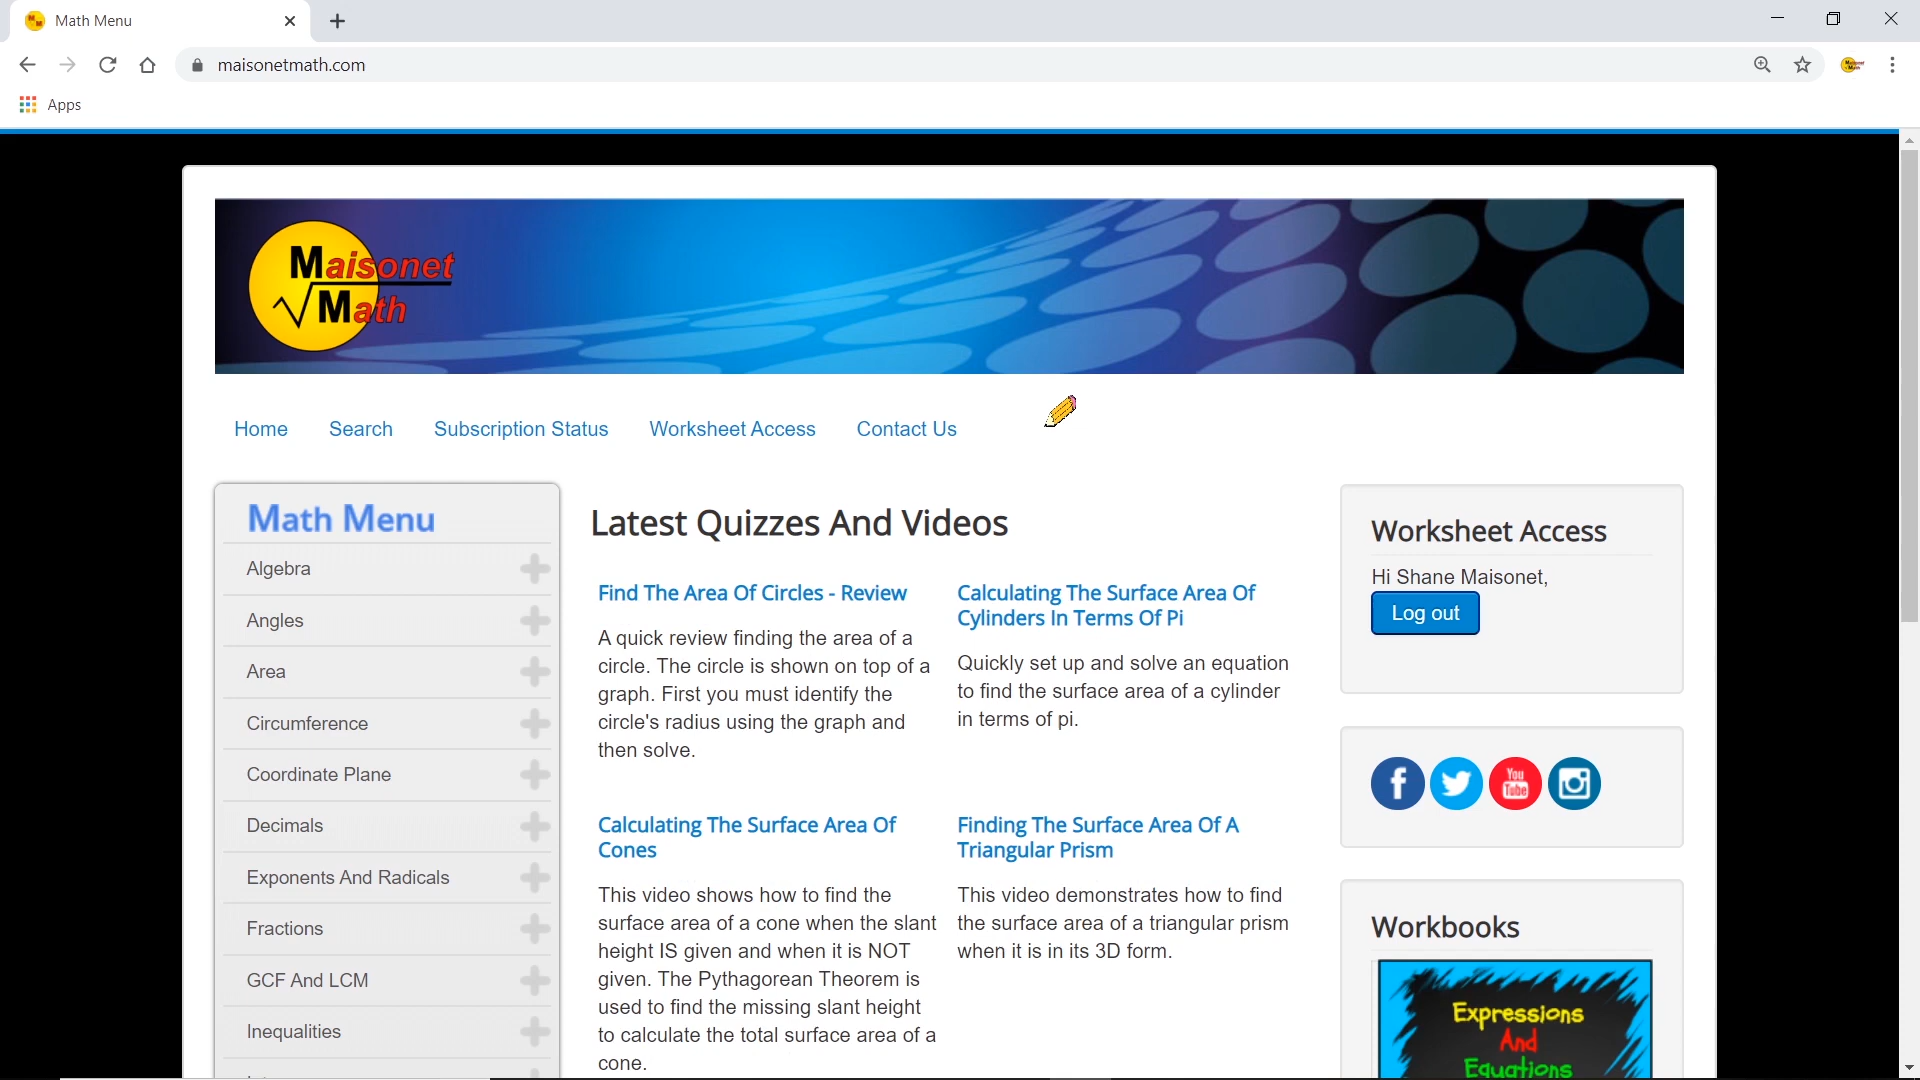 Math Menu
maisonetmath.com
Apps
Maisonet
Math
Home Search Subscription Status Worksheet Access Contact Us
Math Menu
Algebra
Angles
Area
Circumference
Coordinate Plane
Decimals
Exponents And Radicals
Fractions
GCF And LCM
Inequalities
Latest Quizzes And Videos
Find The Area Of Circles - Review
A quick review finding the area of a
circle. The circle is shown on top of a
graph. First you must identify the
circle's radius using the graph and
then solve.
Calculating The Surface Area Of
Cylinders In Terms Of Pi
Quickly set up and solve an equation
to find the surface area of a cylinder
in terms of pi.
Calculating The Surface Area Of
Cones
This video shows how to find the
surface area of a cone when the slant
height IS given and when it is NOT
given. The Pythagorean Theorem is
used to find the missing slant height
to calculate the total surface area of a
cone.
Finding The Surface Area Of A
Triangular Prism
This video demonstrates how to find
the surface area of a triangular prism
when it is in its 3D form.
Worksheet Access
Hi Shane Maisonet,
Log out
You
Tube
Workbooks
Expressions
And
Equations